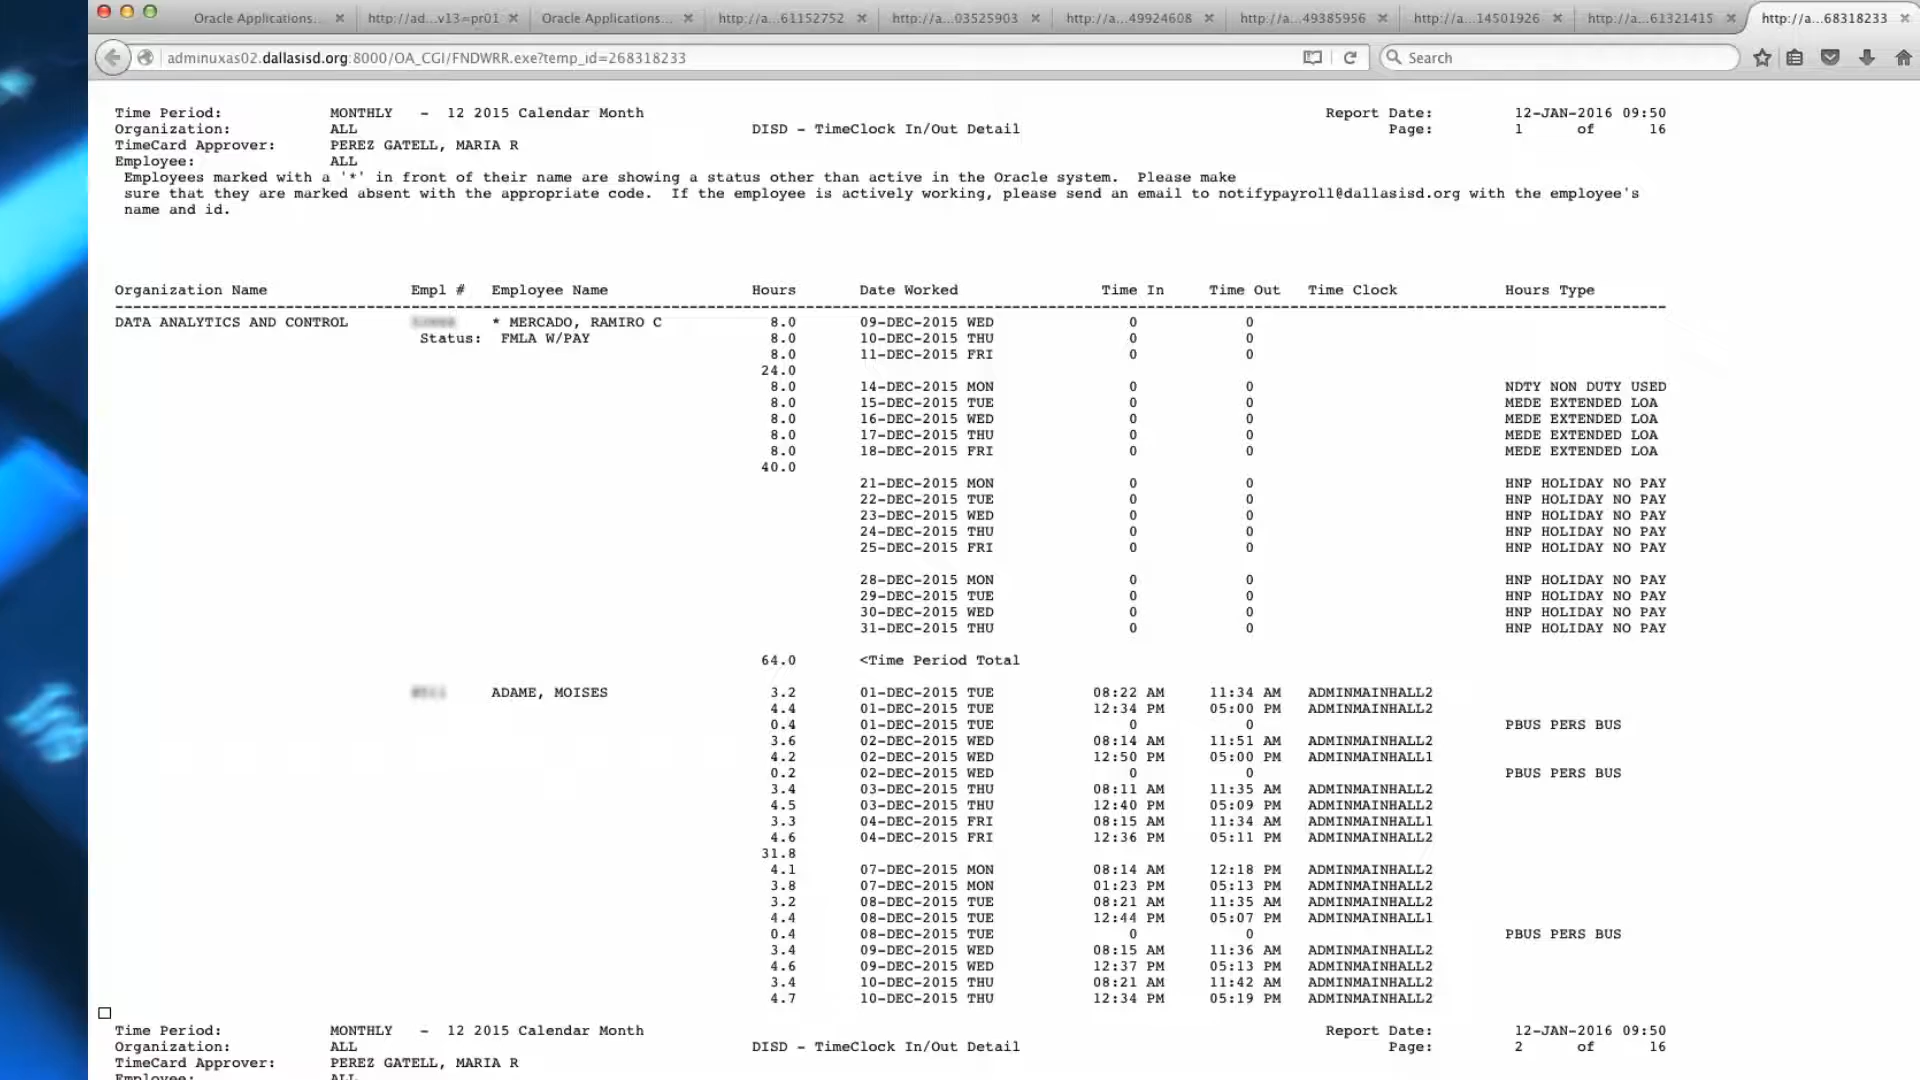 Oracle Applications... http://ad...v13=pr01 Oracle Applications... http://a...61152752 http://a...03525903 http://a...49924608 http://a...49385956 http://a...14501926 http://a...61321415 http://a...68318233
adminuxas02.dallasisd.org:8000/OA_CGI/FNDWRR.exe?temp_id=268318233 Search
Time Period: MONTHLY - 12 2015 Calendar Month Report Date: 12-JAN-2016 09:50
Organization: ALL DISD - TimeClock In/Out Detail Page: 1 of 16
TimeCard Approver: PEREZ GATELL, MARIA R
Employee: ALL
Employees marked with a '*' in front of their name are showing a status other than active in the Oracle system. Please make
sure that they are marked absent with the appropriate code. If the employee is actively working, please send an email to notifypayroll@dallasisd.org with the employee's
name and id.
Organization Name Empl # Employee Name Hours Date Worked Time In Time Out Time Clock Hours Type
DATA ANALYTICS AND CONTROL * MERCADO, RAMIRO C 8.0 09-DEC-2015 WED 0 0
Status: FMLA W/PAY 8.0 10-DEC-2015 THU 0 0
8.0 11-DEC-2015 FRI 0 0
24.0
8.0 14-DEC-2015 MON 0 0 NDTY NON DUTY USED
8.0 15-DEC-2015 TUE 0 0 MEDE EXTENDED LOA
8.0 16-DEC-2015 WED 0 0 MEDE EXTENDED LOA
8.0 17-DEC-2015 THU 0 0 MEDE EXTENDED LOA
8.0 18-DEC-2015 FRI 0 0 MEDE EXTENDED LOA
40.0
21-DEC-2015 MON 0 0 HNP HOLIDAY NO PAY
22-DEC-2015 TUE 0 0 HNP HOLIDAY NO PAY
23-DEC-2015 WED 0 0 HNP HOLIDAY NO PAY
24-DEC-2015 THU 0 0 HNP HOLIDAY NO PAY
25-DEC-2015 FRI 0 0 HNP HOLIDAY NO PAY
28-DEC-2015 MON 0 0 HNP HOLIDAY NO PAY
29-DEC-2015 TUE 0 0 HNP HOLIDAY NO PAY
30-DEC-2015 WED 0 0 HNP HOLIDAY NO PAY
31-DEC-2015 THU 0 0 HNP HOLIDAY NO PAY
64.0 <Time Period Total
ADAME, MOISES 3.2 01-DEC-2015 TUE 08:22 AM 11:34 AM ADMINMAINHALL2
4.4 01-DEC-2015 TUE 12:34 PM 05:00 PM ADMINMAINHALL2
0.4 01-DEC-2015 TUE 0 0 PBUS PERS BUS
3.6 02-DEC-2015 WED 08:14 AM 11:51 AM ADMINMAINHALL2
4.2 02-DEC-2015 WED 12:50 PM 05:00 PM ADMINMAINHALL1
0.2 02-DEC-2015 WED 0 0 PBUS PERS BUS
3.4 03-DEC-2015 THU 08:11 AM 11:35 AM ADMINMAINHALL2
4.5 03-DEC-2015 THU 12:40 PM 05:09 PM ADMINMAINHALL2
3.3 04-DEC-2015 FRI 08:15 AM 11:34 AM ADMINMAINHALL1
4.6 04-DEC-2015 FRI 12:36 PM 05:11 PM ADMINMAINHALL2
31.8
4.1 07-DEC-2015 MON 08:14 AM 12:18 PM ADMINMAINHALL2
3.8 07-DEC-2015 MON 01:23 PM 05:13 PM ADMINMAINHALL2
3.2 08-DEC-2015 TUE 08:21 AM 11:35 AM ADMINMAINHALL2
4.4 08-DEC-2015 TUE 12:44 PM 05:07 PM ADMINMAINHALL1
0.4 08-DEC-2015 TUE 0 0 PBUS PERS BUS
3.4 09-DEC-2015 WED 08:15 AM 11:36 AM ADMINMAINHALL2
4.6 09-DEC-2015 WED 12:37 PM 05:13 PM ADMINMAINHALL2
3.4 10-DEC-2015 THU 08:21 AM 11:42 AM ADMINMAINHALL2
4.7 10-DEC-2015 THU 12:34 PM 05:19 PM ADMINMAINHALL2
Time Period: MONTHLY - 12 2015 Calendar Month Report Date: 12-JAN-2016 09:50
Organization: ALL DISD - TimeClock In/Out Detail Page: 2 of 16
TimeCard Approver: PEREZ GATELL, MARIA R
Employee: ALL